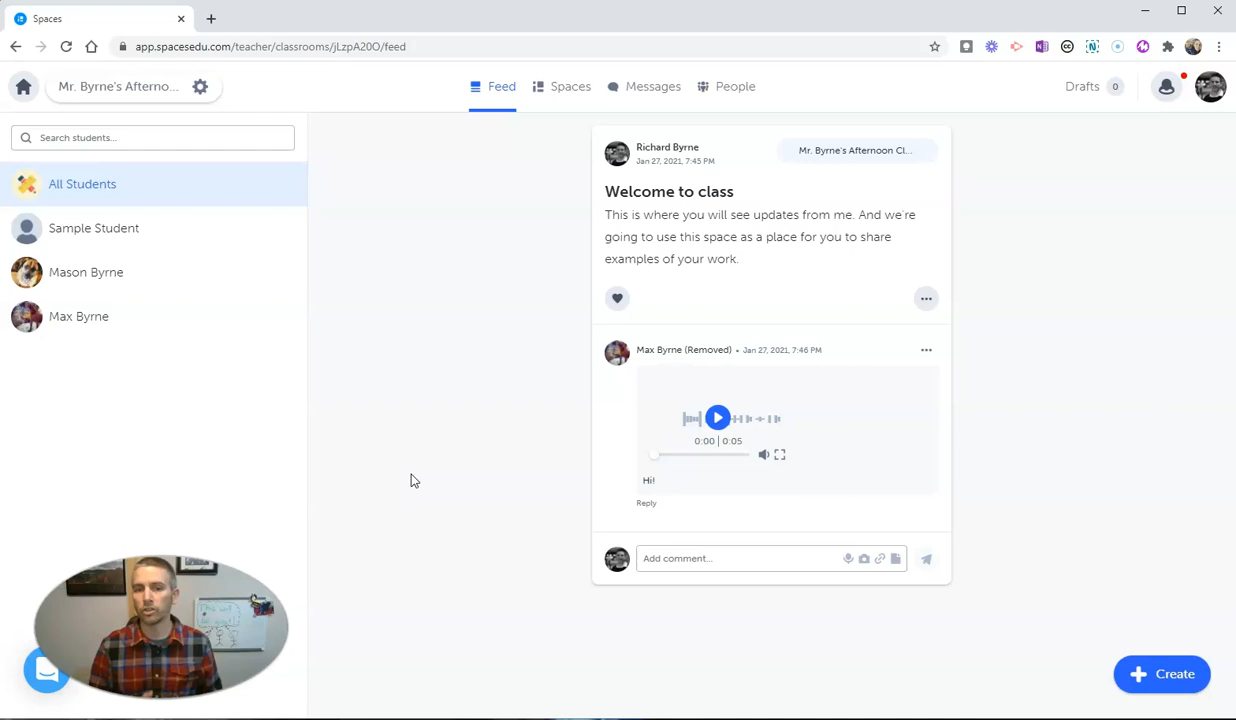 Spaces
app.spacesedu.com/teacher/classrooms/jLzpA20O/feed
Mr. Byrne's Afterno...
Feed
Spaces
Messages
People
Drafts 0
Search students...
All Students
Sample Student
Mason Byrne
Max Byrne
Richard Byrne
Jan 27, 2021, 7:45 PM
Mr. Byrne's Afternoon Cl...
Welcome to class
This is where you will see updates from me. And we're
going to use this space as a place for you to share
examples of your work.
Max Byrne (Removed) • Jan 27, 2021, 7:46 PM
0:00 | 0:05
Hi!
Reply
Add comment...
Create